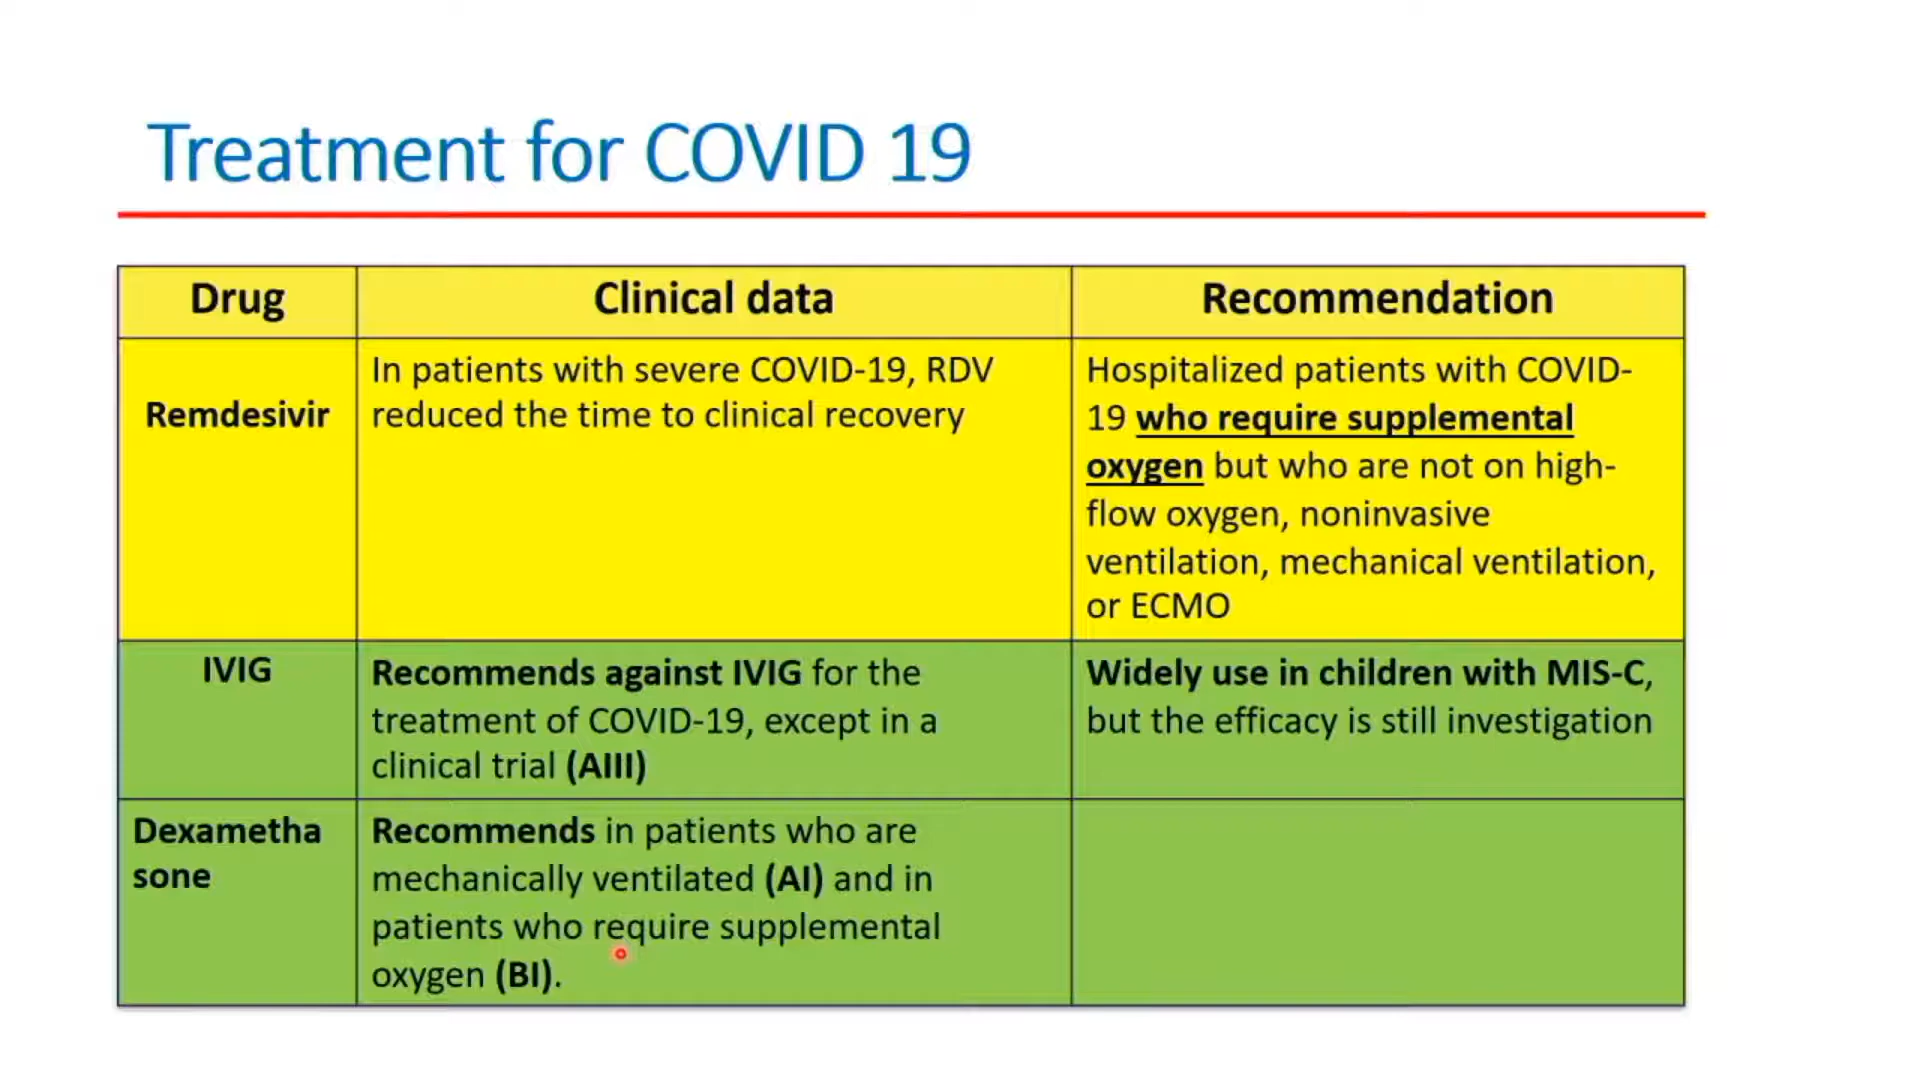 Treatment for COVID 19
Drug
Clinical data
Recommendation
Remdesivir
In patients with severe COVID-19, RDV
reduced the time to clinical recovery
Hospitalized patients with COVID-
19 who require supplemental
oxygen but who are not on high-
flow oxygen, noninvasive
ventilation, mechanical ventilation,
or ECMO
IVIG
Recommends against IVIG for the
treatment of COVID-19, except in a
clinical trial (AIII)
Widely use in children with MIS-C,
but the efficacy is still investigation
Dexametha
sone
Recommends in patients who are
mechanically ventilated (AI) and in
patients who require supplemental
oxygen (BI).